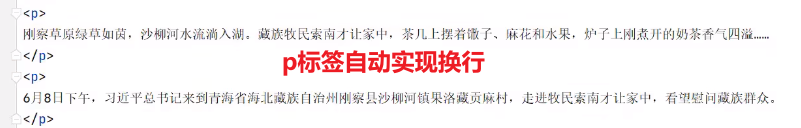 <p>
刚察草原绿草如茵，沙柳河水流淌入湖。藏族牧民索南才让家中，茶几上摆着馓子、麻花和水果，炉子上刚煮开的奶茶香气四溢……
</p>
p标签自动实现换行
<p>
6月8日下午，习近平总书记来到青海省海北藏族自治州刚察县沙柳河镇果洛藏贡麻村，走进牧民索南才让家中，看望慰问藏族群众。
</p>